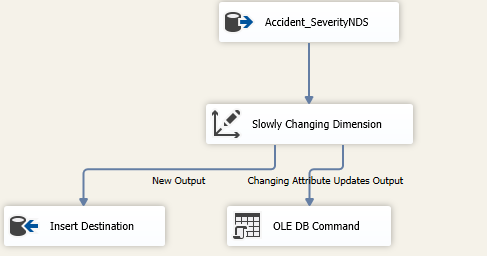 Accident_SeverityNDS
Slowly Changing Dimension
New Output
Changing Attribute Updates Output
Insert Destination
OLE DB Command